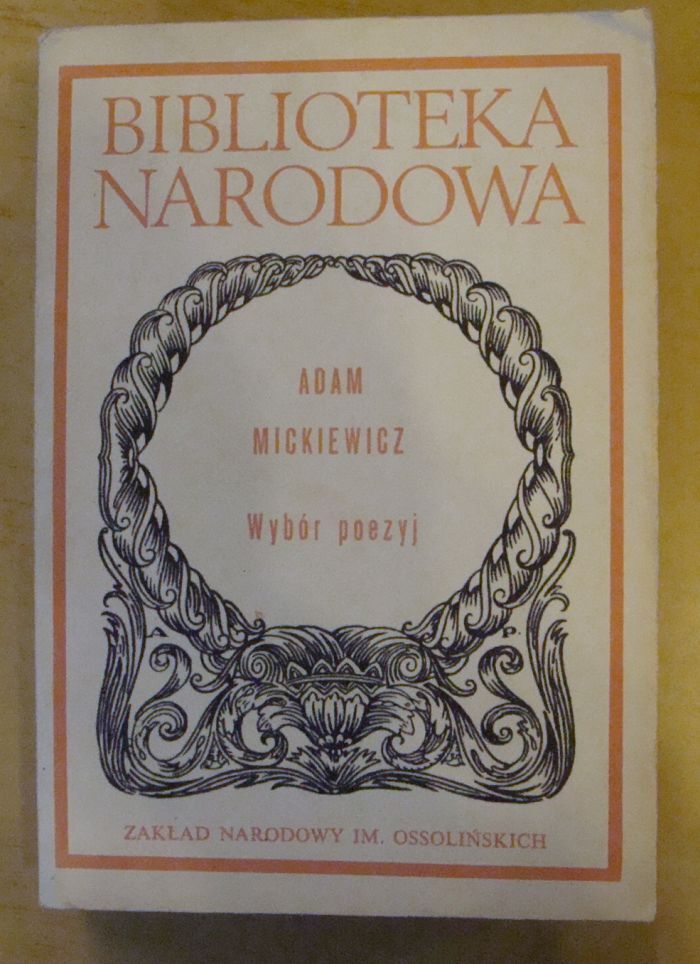 BIBLIOTEKA
NARODOWA
ADAM
MICKIEWICZ
Wybór poezyj
A. P.
ZAKŁAD NARODOWY IM. OSSOLIŃSKICH